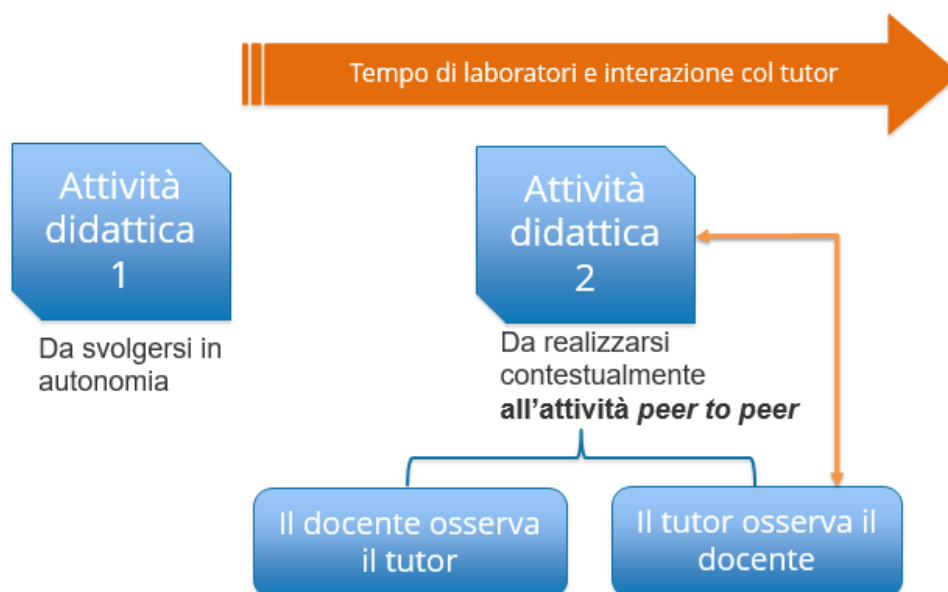 Tempo di laboratori e interazione col tutor
Attività
didattica
1
Da svolgersi in
autonomia
Attività
didattica
2
Da realizzarsi
contestualmente
all'attività peer to peer
Il docente osserva
il tutor
Il tutor osserva il
docente